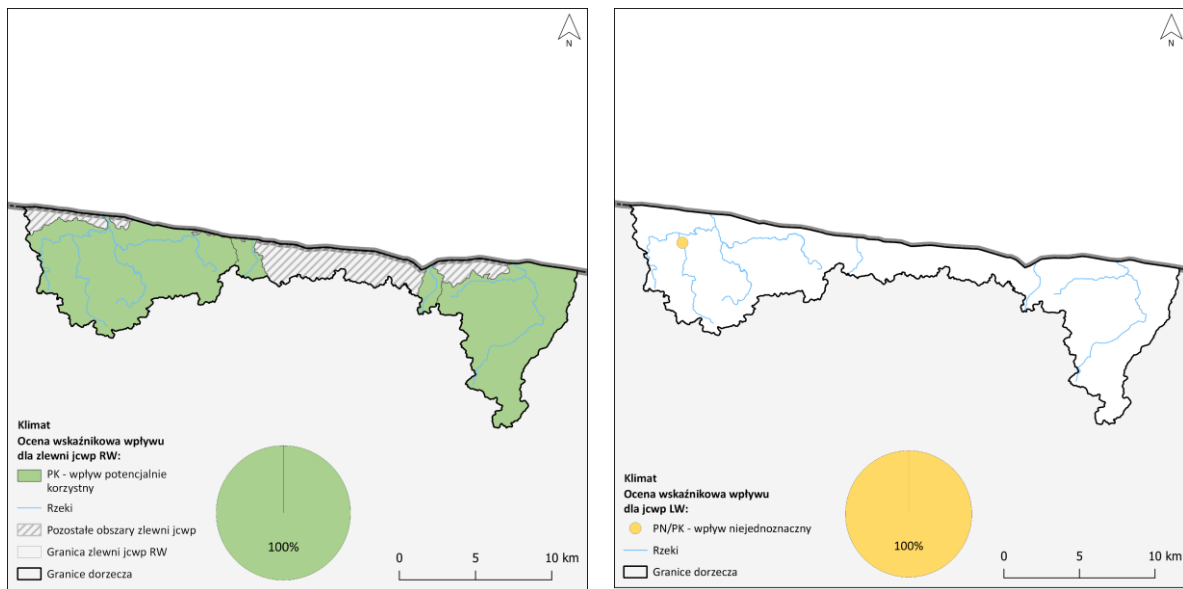 N
Klimat
Ocena wskaźnikowa wpływu
dla zlewni jcwp RW:
PK - wpływ potencjalnie
korzystny
Rzeki
Pozostałe obszary zlewni jcwp
Granica zlewni jcwp RW
Granice dorzecza
100%
0 5 10 km
N
Klimat
Ocena wskaźnikowa wpływu
dla jcwp LW:
PN/PK - wpływ niejednoznaczny
Rzeki
Granice dorzecza
100%
0 5 10 km